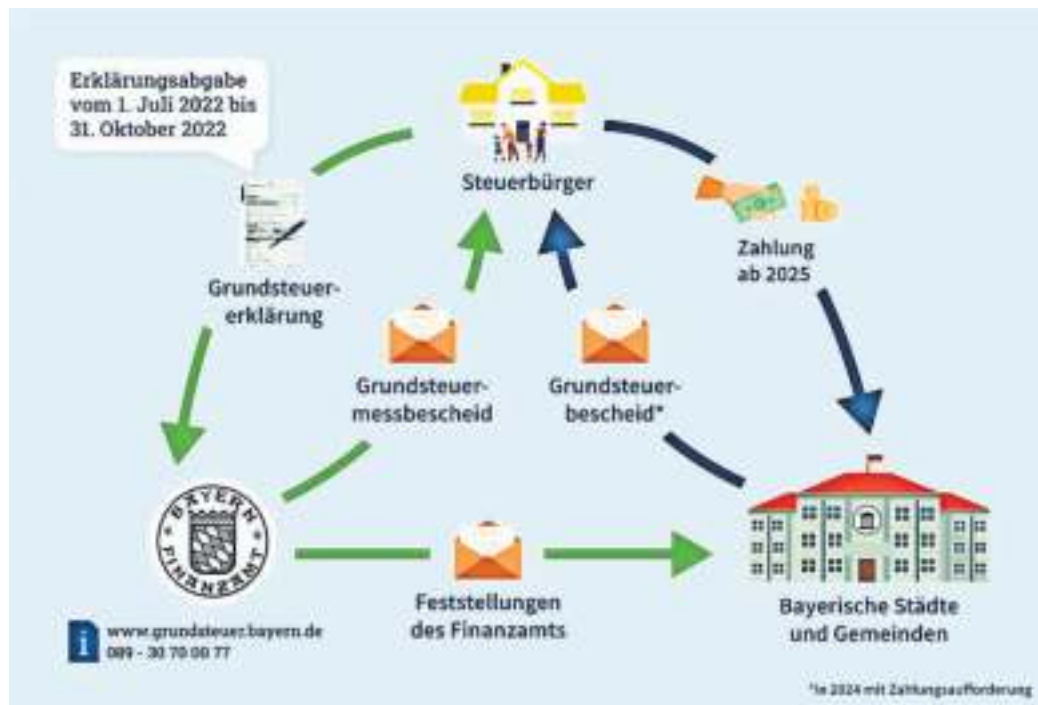 Erklärungsabgabe
vom 1. Juli 2022 bis
31. Oktober 2022
Steuerbürger
Zahlung
ab 2025
Grundsteuer-
erklärung
Grundsteuer-
messbescheid
Grundsteuer-
bescheid*
BAYERN
FINANZAMT
Feststellungen
des Finanzamts
Bayerische Städte
und Gemeinden
i www.grundsteuer.bayern.de
089 - 30 70 00 77
*In 2024 mit Zahlungsaufforderung